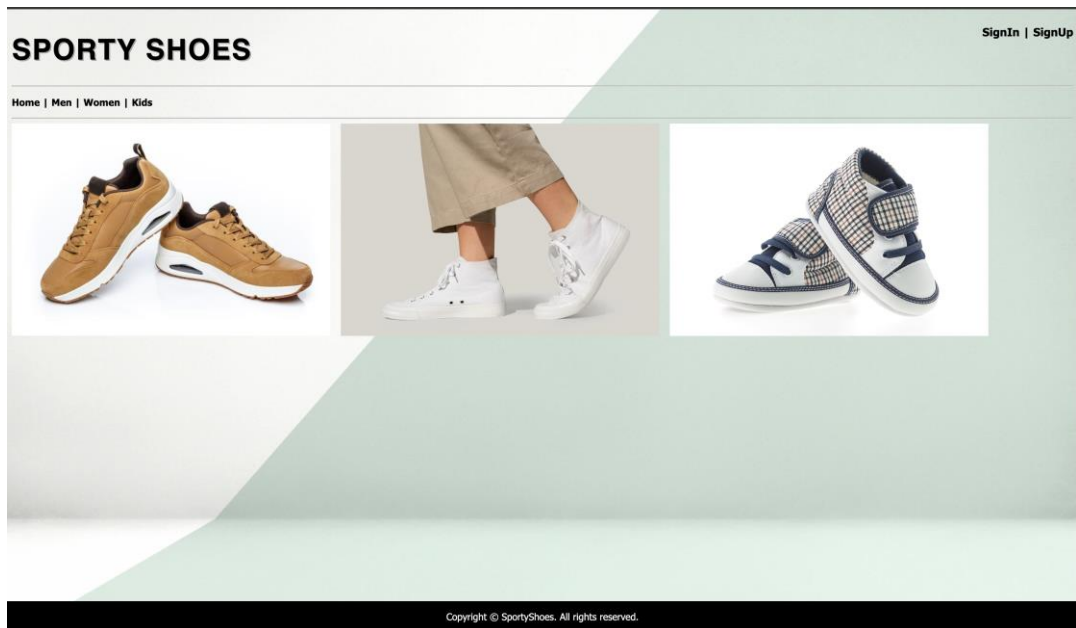 SPORTY SHOES
SignIn | SignUp
Home | Men | Women | Kids
Copyright © SportyShoes. All rights reserved.